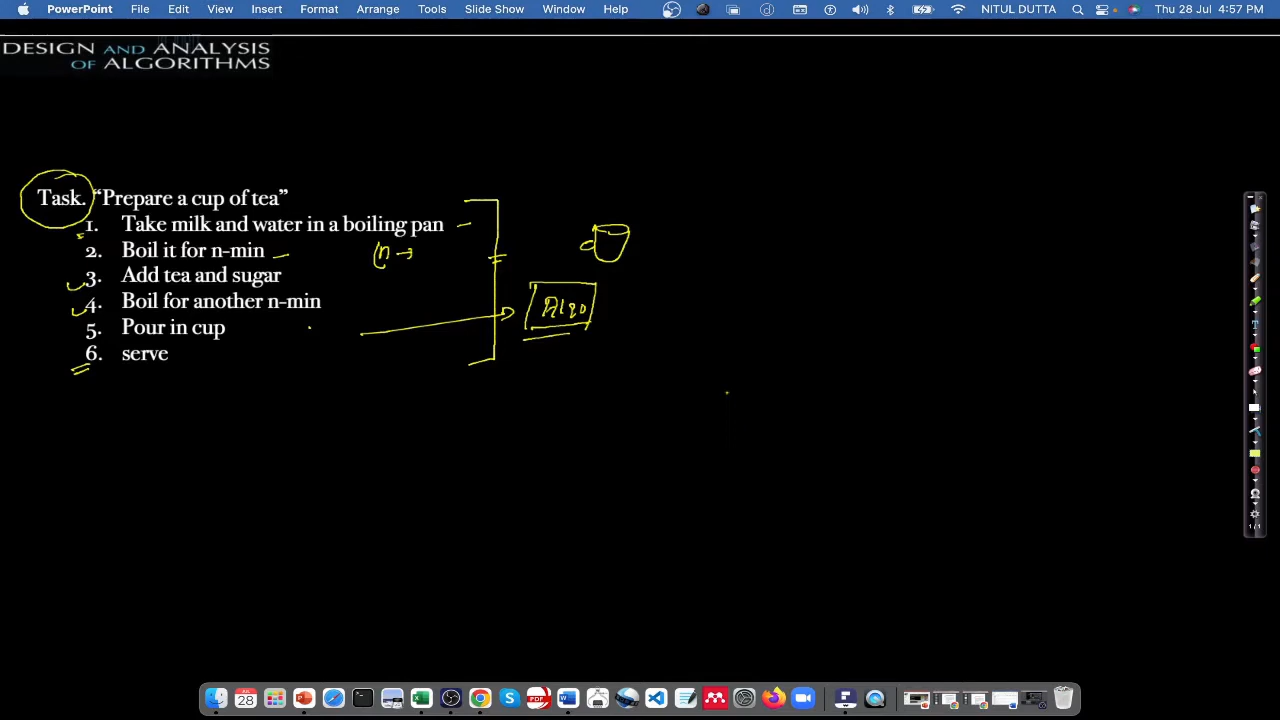 PowerPoint File Edit View Insert Format Arrange Tools Slide Show Window Help NITUL DUTTA Thu 28 Jul 4:57 PM
DESIGN AND ANALYSIS
OF ALGORITHMS
Task. “Prepare a cup of tea”
1. Take milk and water in a boiling pan
2. Boil it for n-min
(n →
3. Add tea and sugar
4. Boil for another n-min
Algo
5. Pour in cup
6. serve
1/1